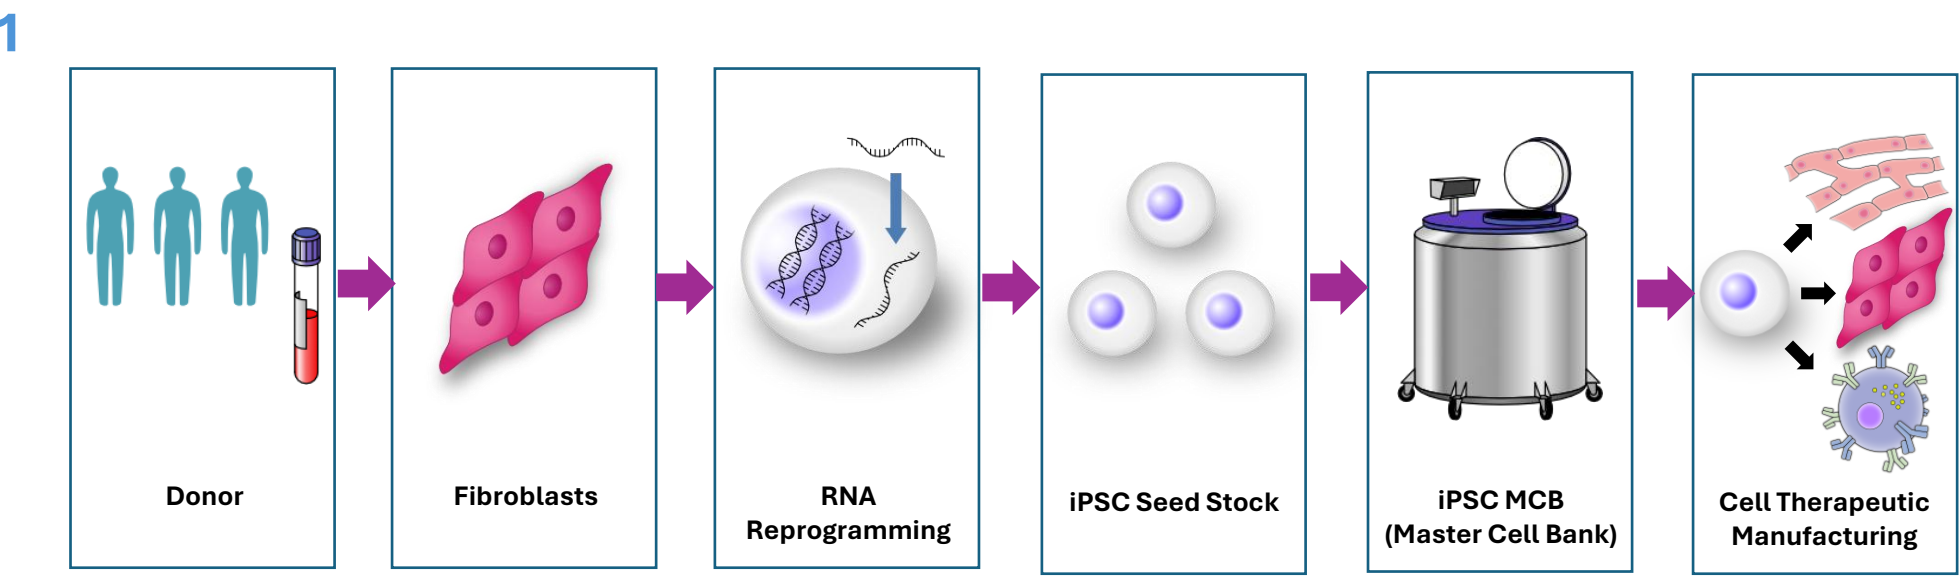 1
Donor
Fibroblasts
RNA
Reprogramming
iPSC Seed Stock
iPSC MCB
(Master Cell Bank)
Cell Therapeutic
Manufacturing